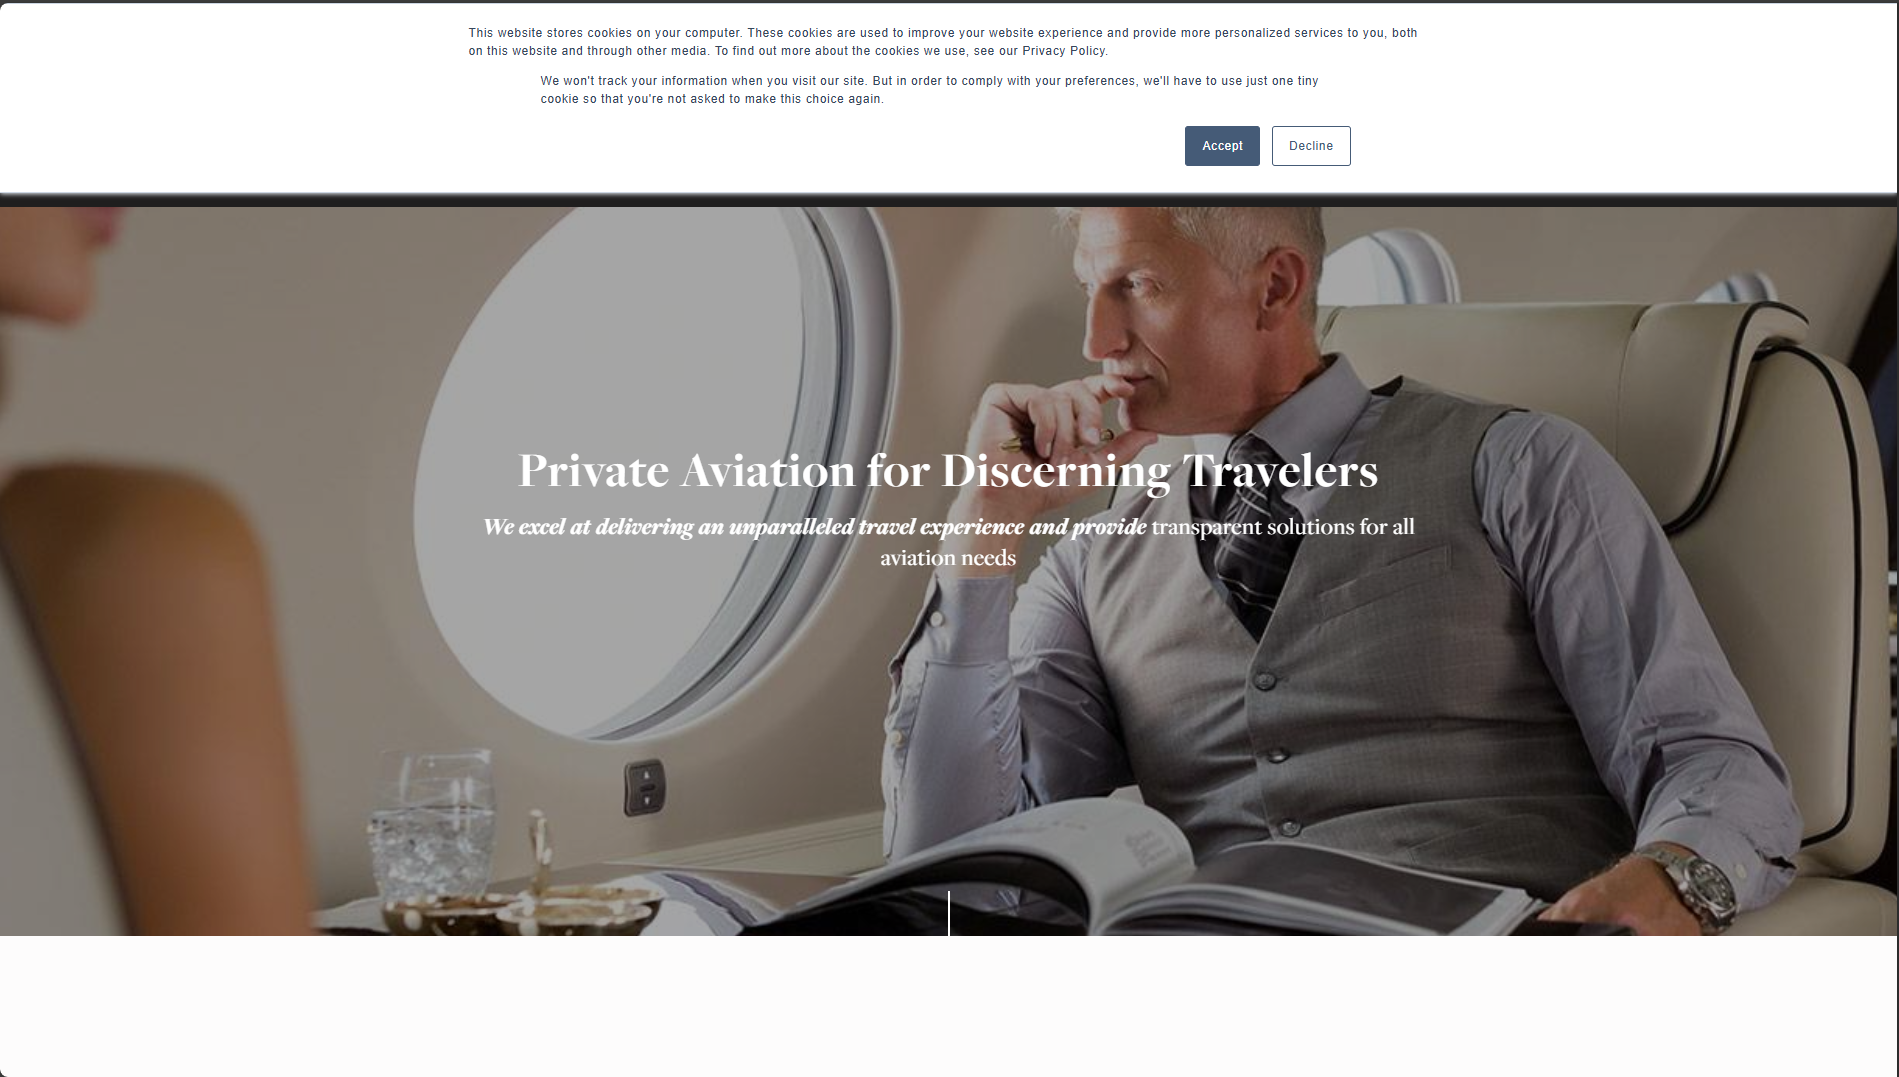 This website stores cookies on your computer. These cookies are used to improve your website experience and provide more personalized services to you, both
on this website and through other media. To find out more about the cookies we use, see our Privacy Policy.
We won't track your information when you visit our site. But in order to comply with your preferences, we'll have to use just one tiny
cookie so that you're not asked to make this choice again.
Accept Decline
Private Aviation for Discerning Travelers
We excel at delivering an unparalleled travel experience and provide transparent solutions for all
aviation needs